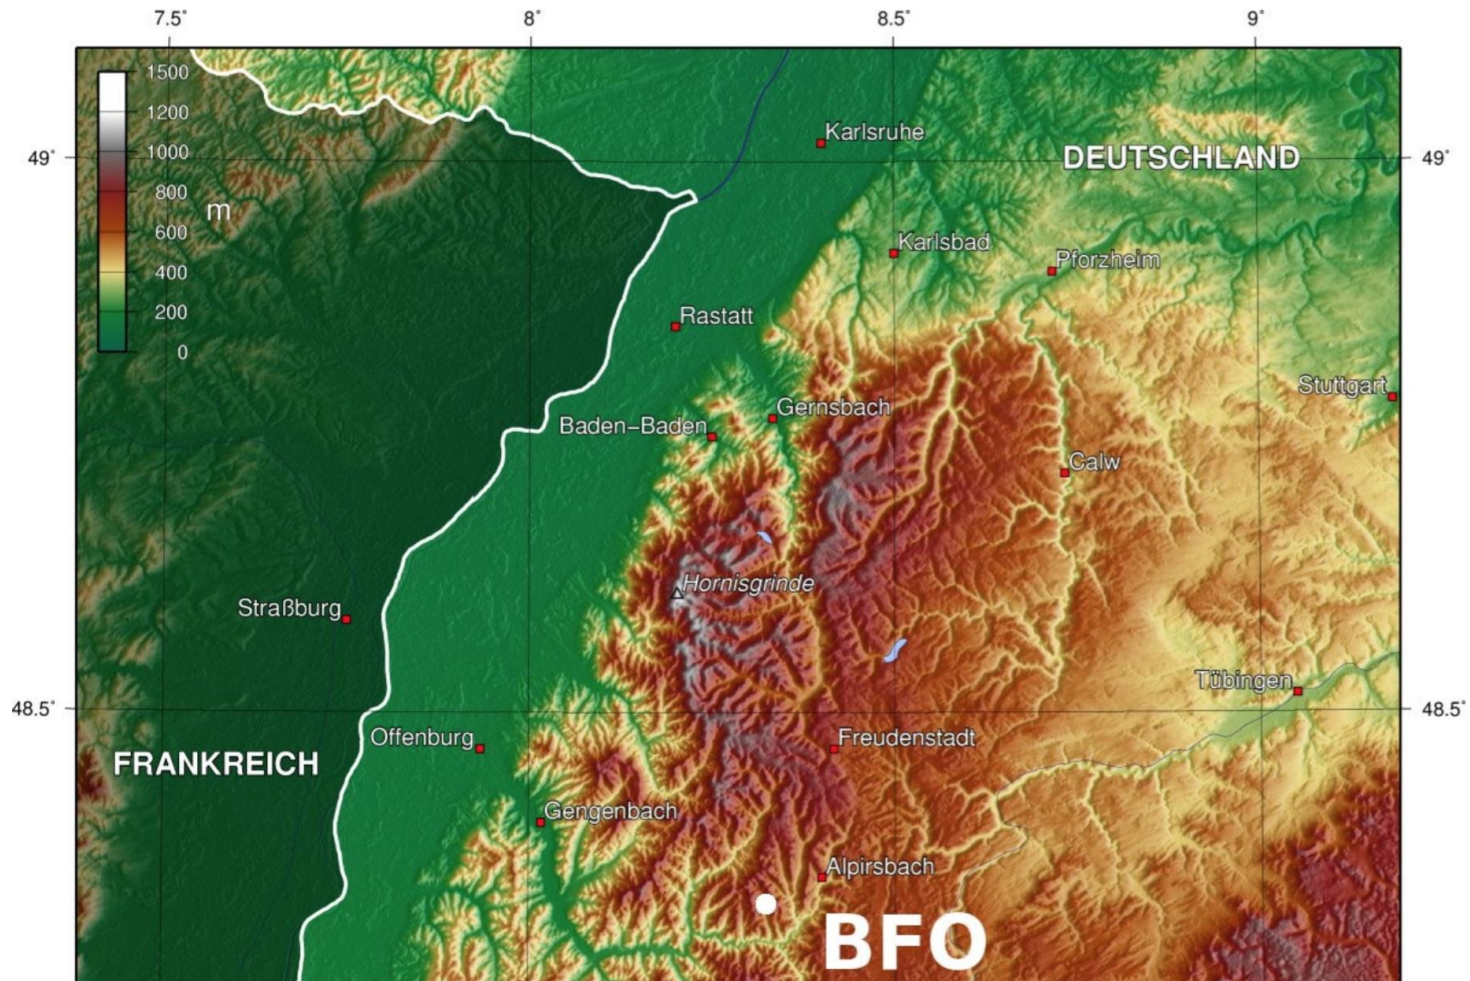 7.5°
8°
8.5°
9°
1500
1200
1000
800
600
400
200
0
m
49°
49°
Karlsruhe
DEUTSCHLAND
Karlsbad
Pforzheim
Rastatt
Stuttgart
Gernsbach
Baden–Baden
Calw
Hornisgrinde
Straßburg
Tübingen
48.5°
48.5°
Offenburg
Freudenstadt
FRANKREICH
Gengenbach
Alpirsbach
BFO